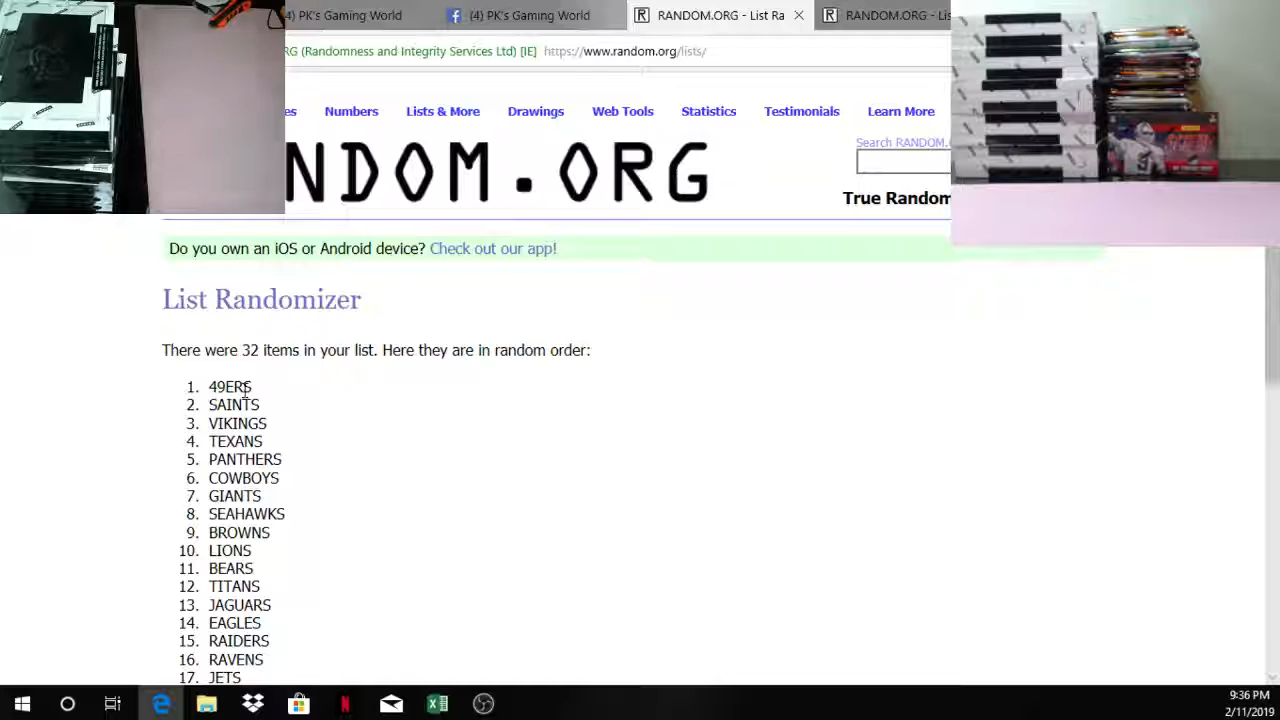 4) PK's Gaming World
(4) PK's Gaming World
RANDOM.ORG - List Ra
RANDOM.ORG - Lis
RG (Randomness and Integrity Services Ltd) [IE] https://www.random.org/lists/
es Numbers Lists & More Drawings Web Tools Statistics Testimonials Learn More
Search RANDOM.
NDOM.ORG
True Random
Do you own an iOS or Android device? Check out our app!
List Randomizer
There were 32 items in your list. Here they are in random order:
1. 49ERS
2. SAINTS
3. VIKINGS
4. TEXANS
5. PANTHERS
6. COWBOYS
7. GIANTS
8. SEAHAWKS
9. BROWNS
10. LIONS
11. BEARS
12. TITANS
13. JAGUARS
14. EAGLES
15. RAIDERS
16. RAVENS
17. JETS
9:36 PM
2/11/2019